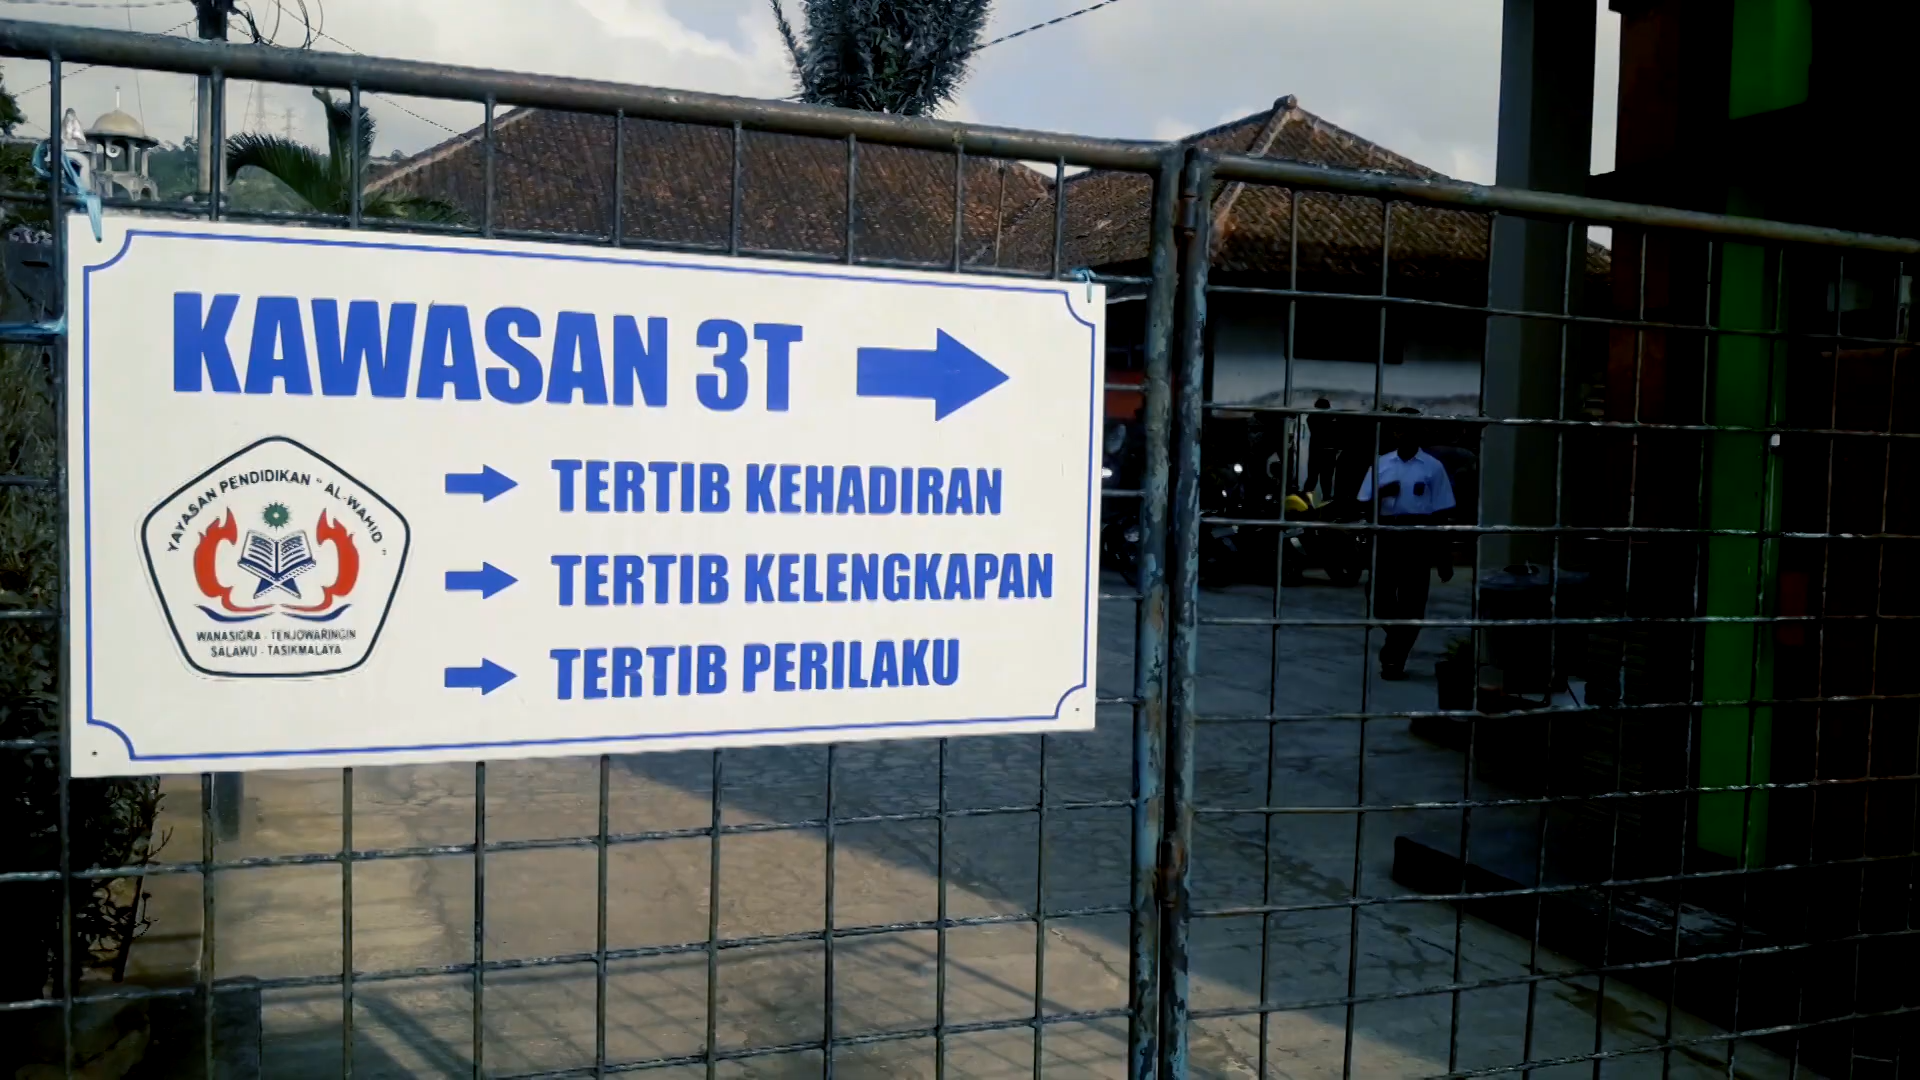 KAWASAN 3T
TERTIB KEHADIRAN
TERTIB KELENGKAPAN
TERTIB PERILAKU
YAYASAN PENDIDIKAN "AL-WAHID"
WANASIGRA - TENJOWARINGIN
SALAWU - TASIKMALAYA